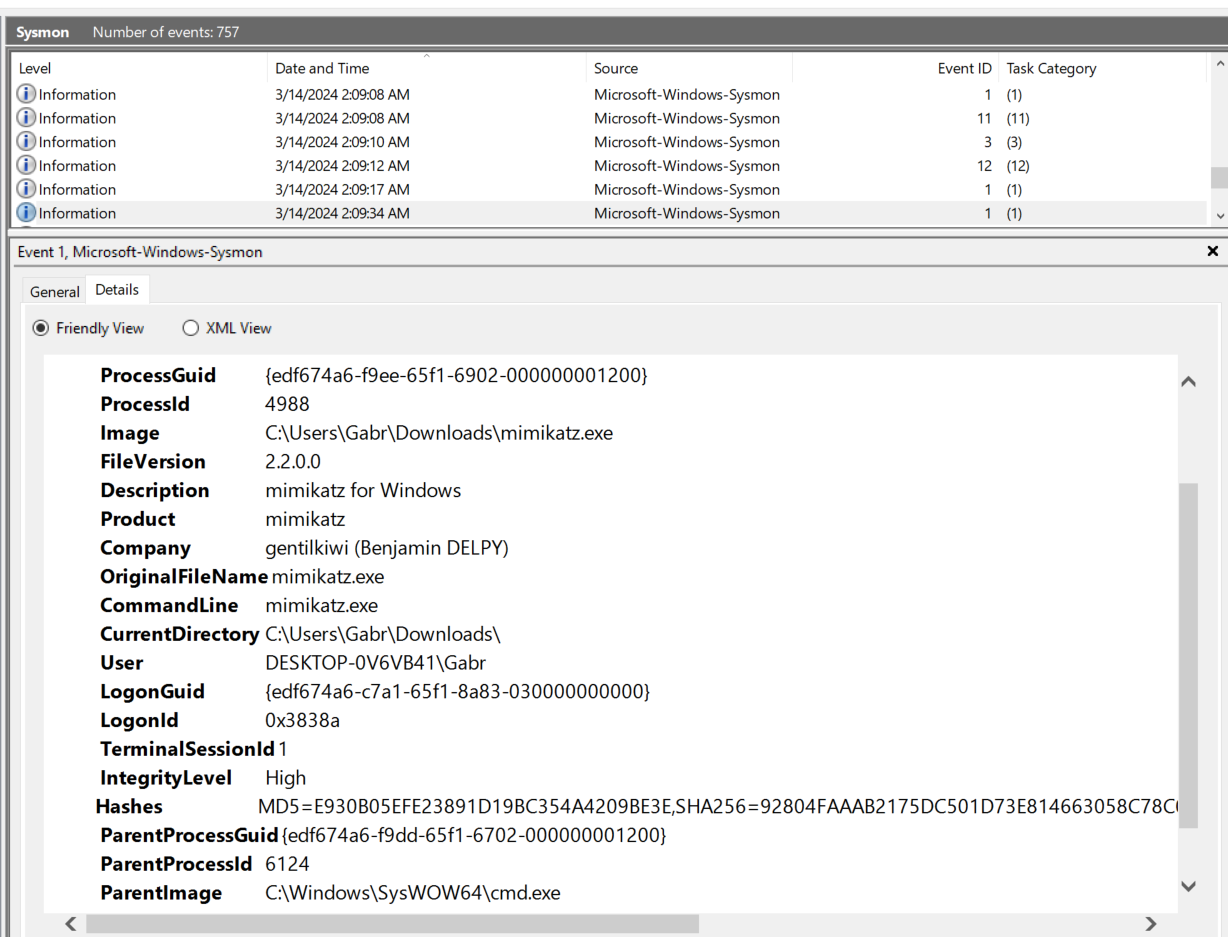 Sysmon Number of events: 757
Level Date and Time Source Event ID Task Category
Information 3/14/2024 2:09:08 AM Microsoft-Windows-Sysmon 1 (1)
Information 3/14/2024 2:09:08 AM Microsoft-Windows-Sysmon 11 (11)
Information 3/14/2024 2:09:10 AM Microsoft-Windows-Sysmon 3 (3)
Information 3/14/2024 2:09:12 AM Microsoft-Windows-Sysmon 12 (12)
Information 3/14/2024 2:09:17 AM Microsoft-Windows-Sysmon 1 (1)
Information 3/14/2024 2:09:34 AM Microsoft-Windows-Sysmon 1 (1)
Event 1, Microsoft-Windows-Sysmon
General Details
Friendly View XML View
ProcessGuid {edf674a6-f9ee-65f1-6902-000000001200}
ProcessId 4988
Image C:\Users\Gabr\Downloads\mimikatz.exe
FileVersion 2.2.0.0
Description mimikatz for Windows
Product mimikatz
Company gentilkiwi (Benjamin DELPY)
OriginalFileName mimikatz.exe
CommandLine mimikatz.exe
CurrentDirectory C:\Users\Gabr\Downloads\
User DESKTOP-0V6VB41\Gabr
LogonGuid {edf674a6-c7a1-65f1-8a83-030000000000}
LogonId 0x3838a
TerminalSessionId 1
IntegrityLevel High
Hashes MD5=E930B05EFE23891D19BC354A4209BE3E,SHA256=92804FAAAB2175DC501D73E814663058C78C
ParentProcessGuid {edf674a6-f9dd-65f1-6702-000000001200}
ParentProcessId 6124
ParentImage C:\Windows\SysWOW64\cmd.exe